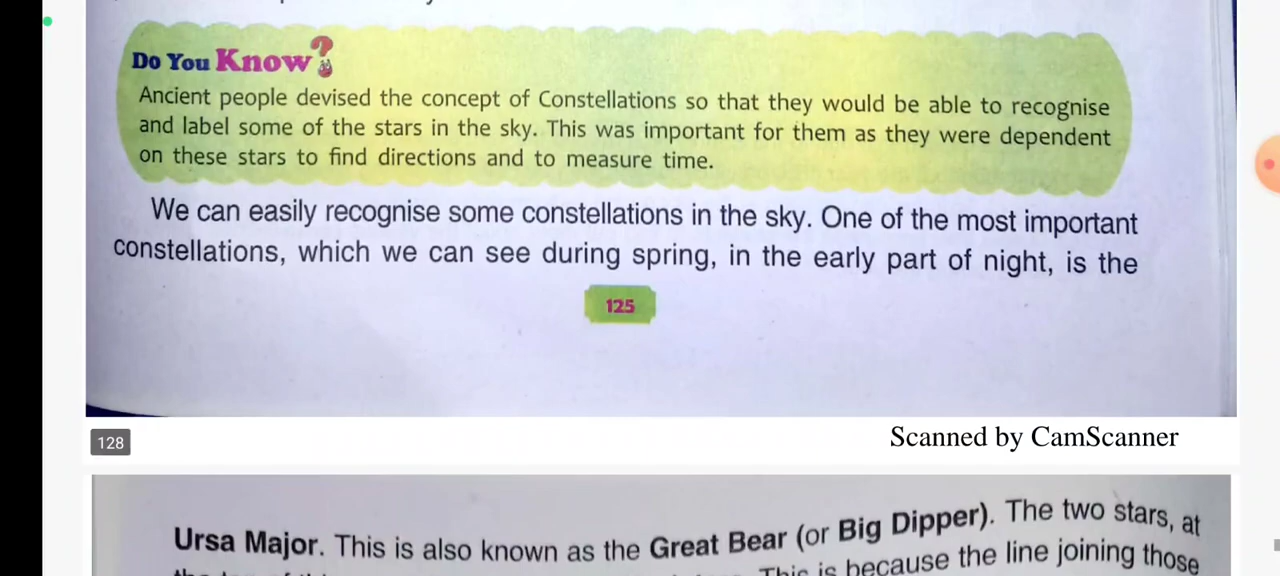 Do You Know?
Ancient people devised the concept of Constellations so that they would be able to recognise
and label some of the stars in the sky. This was important for them as they were dependent
on these stars to find directions and to measure time.
We can easily recognise some constellations in the sky. One of the most important
constellations, which we can see during spring, in the early part of night, is the
125
128
Scanned by CamScanner
Ursa Major. This is also known as the Great Bear (or Big Dipper). The two stars, at
This is because the line joining those